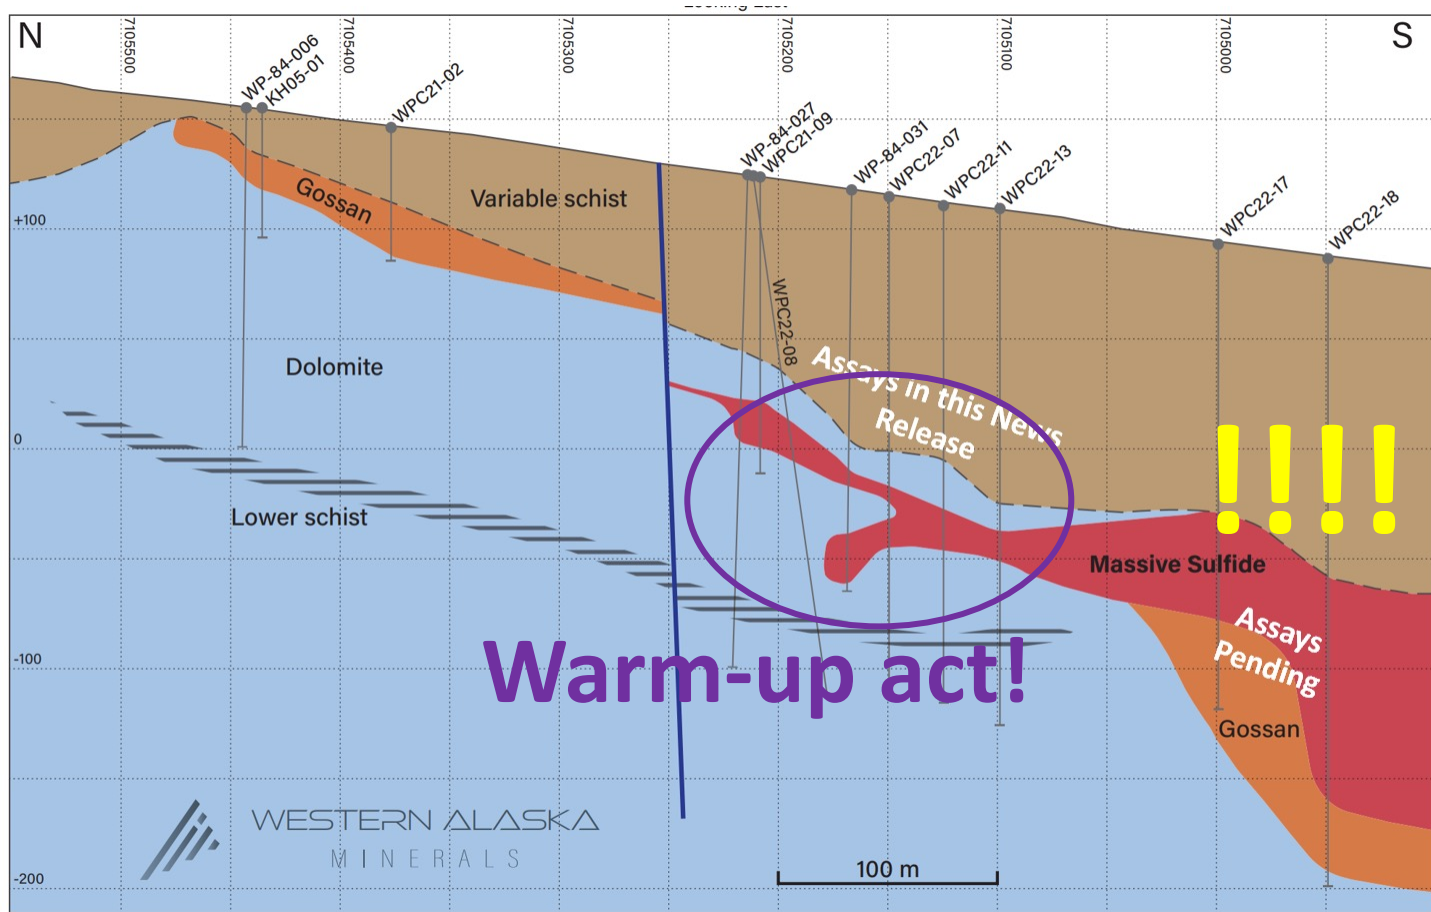 N
S
7105500
7105400
7105300
7105200
7105100
7105000
WP-84-006
KH05-01
WPC21-02
WP-84-027
WPC21-09
WP-84-031
WPC22-07
WPC22-11
WPC22-13
WPC22-17
WPC22-18
WPC22-08
+100
0
-100
-200
Gossan
Variable schist
Dolomite
Lower schist
Assays in this News
Release
!!!!
Massive Sulfide
Assays
Pending
Gossan
Warm-up act!
WESTERN ALASKA
MINERALS
100 m